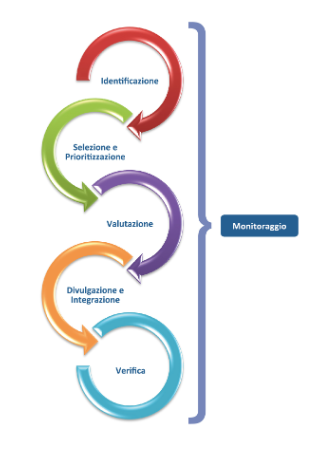 Identificazione
Selezione e
Prioritizzazione
Valutazione
Monitoraggio
Divulgazione e
Integrazione
Verifica